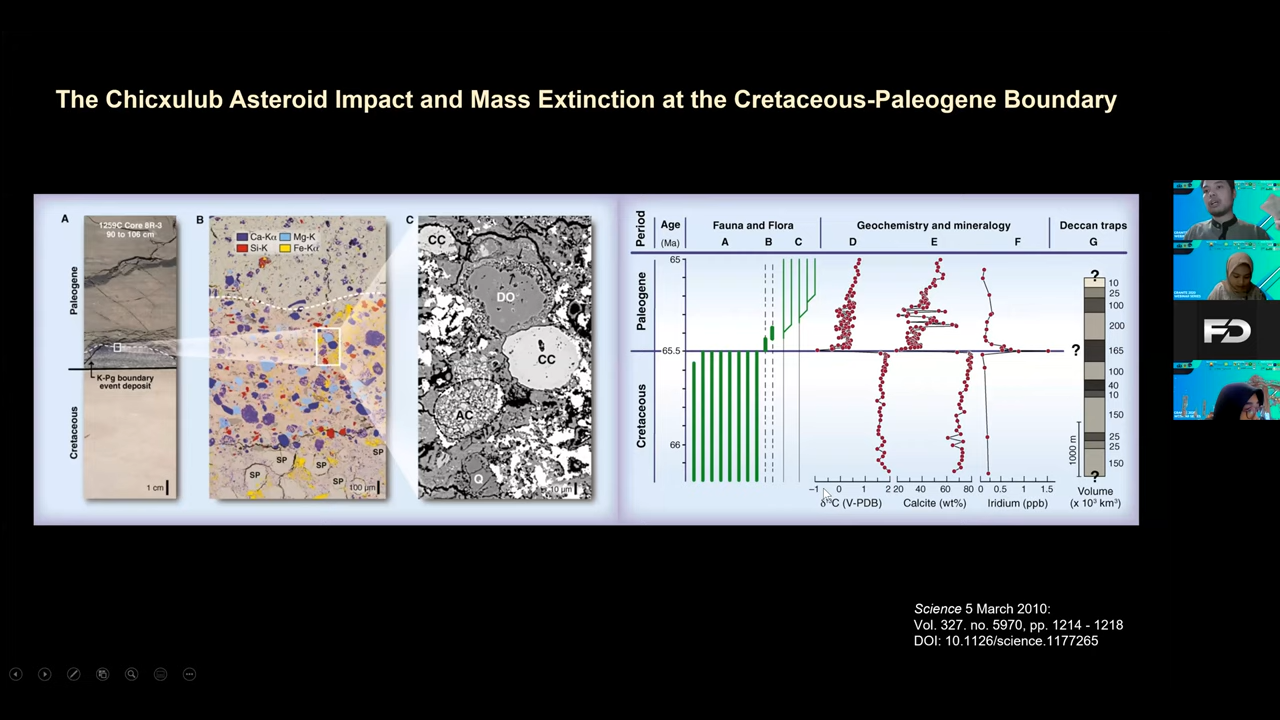 The Chicxulub Asteroid Impact and Mass Extinction at the Cretaceous-Paleogene Boundary
A
1259C Core 8R-3
90 to 106 cm
Paleogene
K-Pg boundary
event deposit
Cretaceous
1 cm
B
Ca-Kα Mg-K
Si-K Fe-Kα
SP
SP
SP
SP
SP
100 µm
C
CC
DO
CC
AC
Q
10 µm
Period
Age
(Ma)
Fauna and Flora
A B C
Geochemistry and mineralogy
D E F
Deccan traps
G
Paleogene
Cretaceous
65
65.5
66
?
?
10
25
100
200
165
100
40
10
150
25
25
150
?
1000 m
−1 0 1 2
δ13C (V-PDB)
20 40 60 80
Calcite (wt%)
0 0.5 1 1.5
Iridium (ppb)
Volume
(x 10³ km³)
Science 5 March 2010:
Vol. 327. no. 5970, pp. 1214 - 1218
DOI: 10.1126/science.1177265
FD